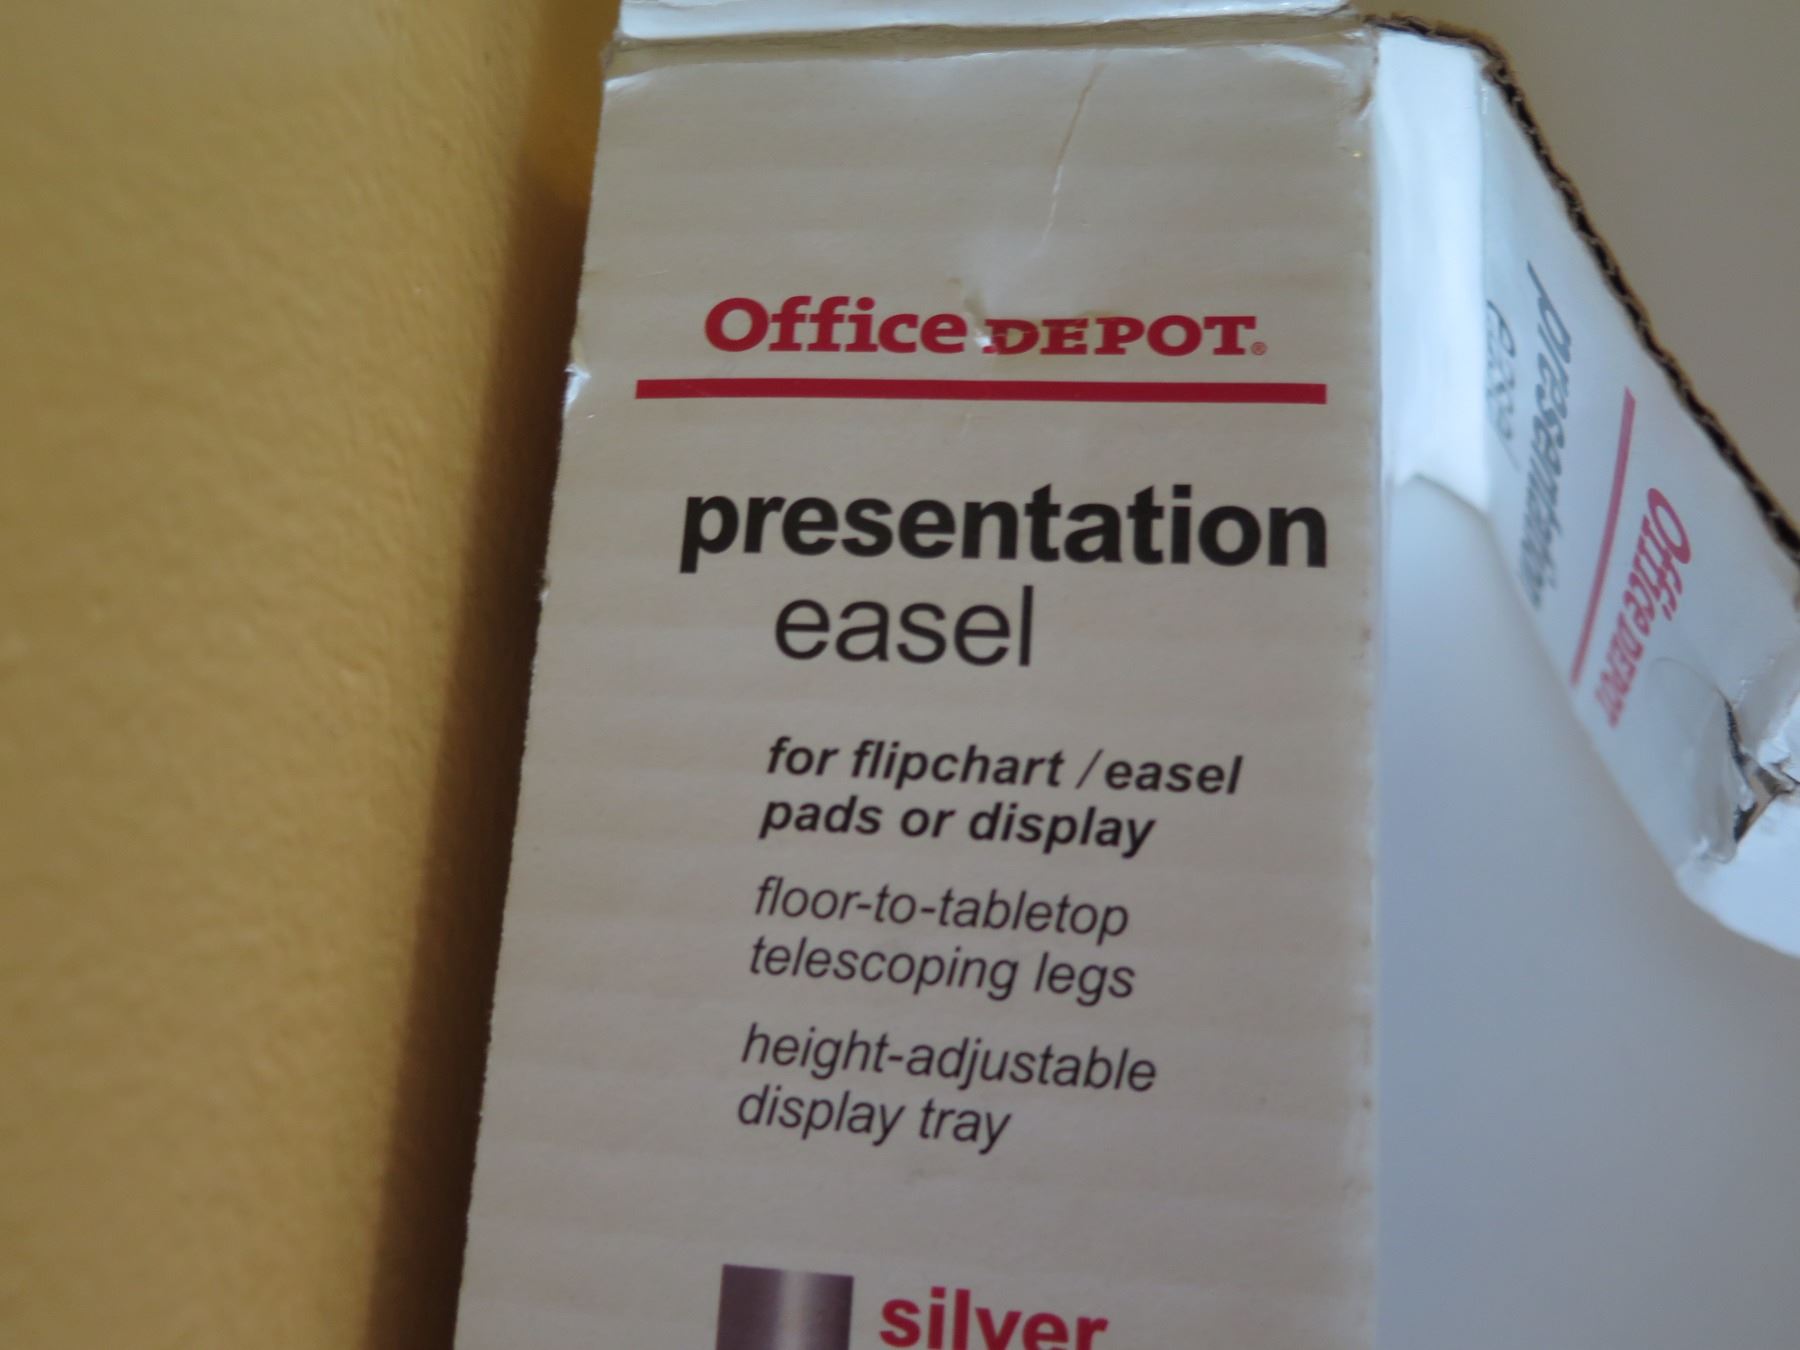 Office DEPOT®
presentation
easel
for flipchart / easel
pads or display
floor-to-tabletop
telescoping legs
height-adjustable
display tray
silver
presentation
easel
Office DEPOT